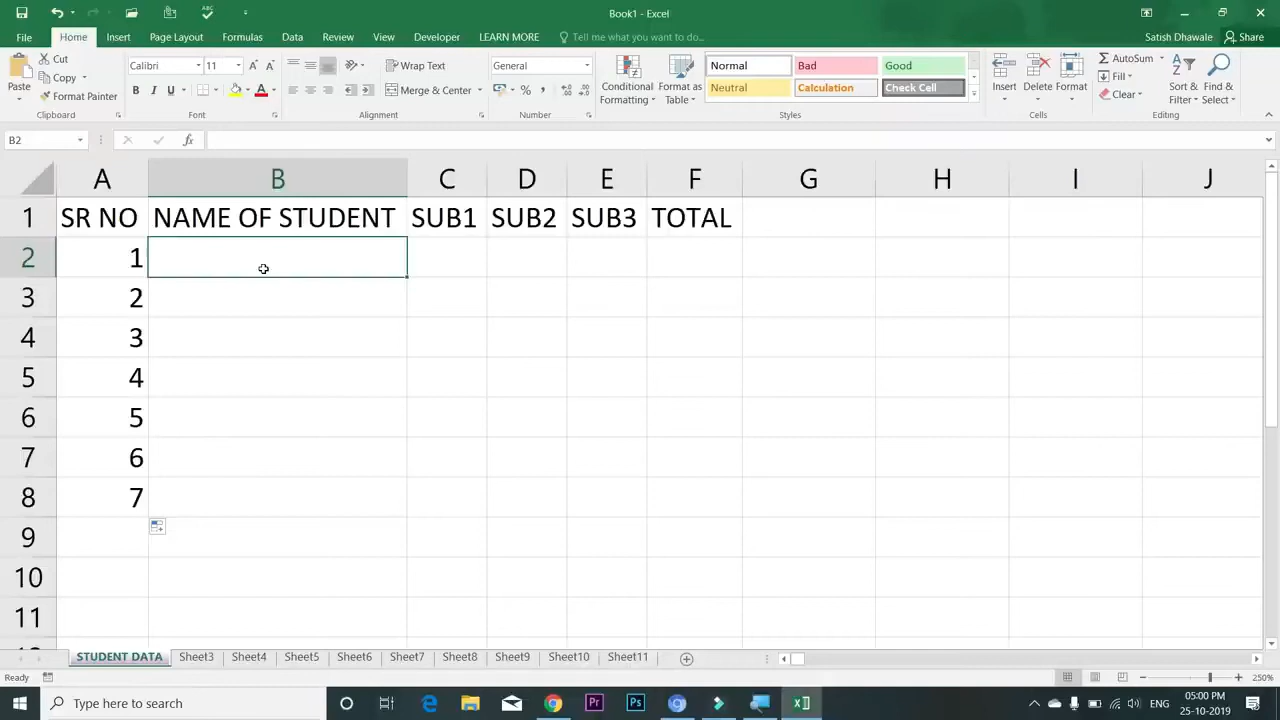 Book1 - Excel
File Home Insert Page Layout Formulas Data Review View Developer LEARN MORE Tell me what you want to do... Satish Dhawale Share
Paste
Cut
Copy
Format Painter
Calibri 11
B I U
Wrap Text
Merge & Center
General
Conditional Formatting
Format as Table
Normal Bad Good
Neutral Calculation Check Cell
Insert Delete Format
AutoSum
Fill
Clear
Sort & Filter
Find & Select
Clipboard Font Alignment Number Styles Cells Editing
B2 fx
A B C D E F G H I J
1 SR NO NAME OF STUDENT SUB1 SUB2 SUB3 TOTAL
2 1
3 2
4 3
5 4
6 5
7 6
8 7
9
10
11
STUDENT DATA Sheet3 Sheet4 Sheet5 Sheet6 Sheet7 Sheet8 Sheet9 Sheet10 Sheet11
Ready 250%
Type here to search Pr Ps ENG 05:00 PM
25-10-2019